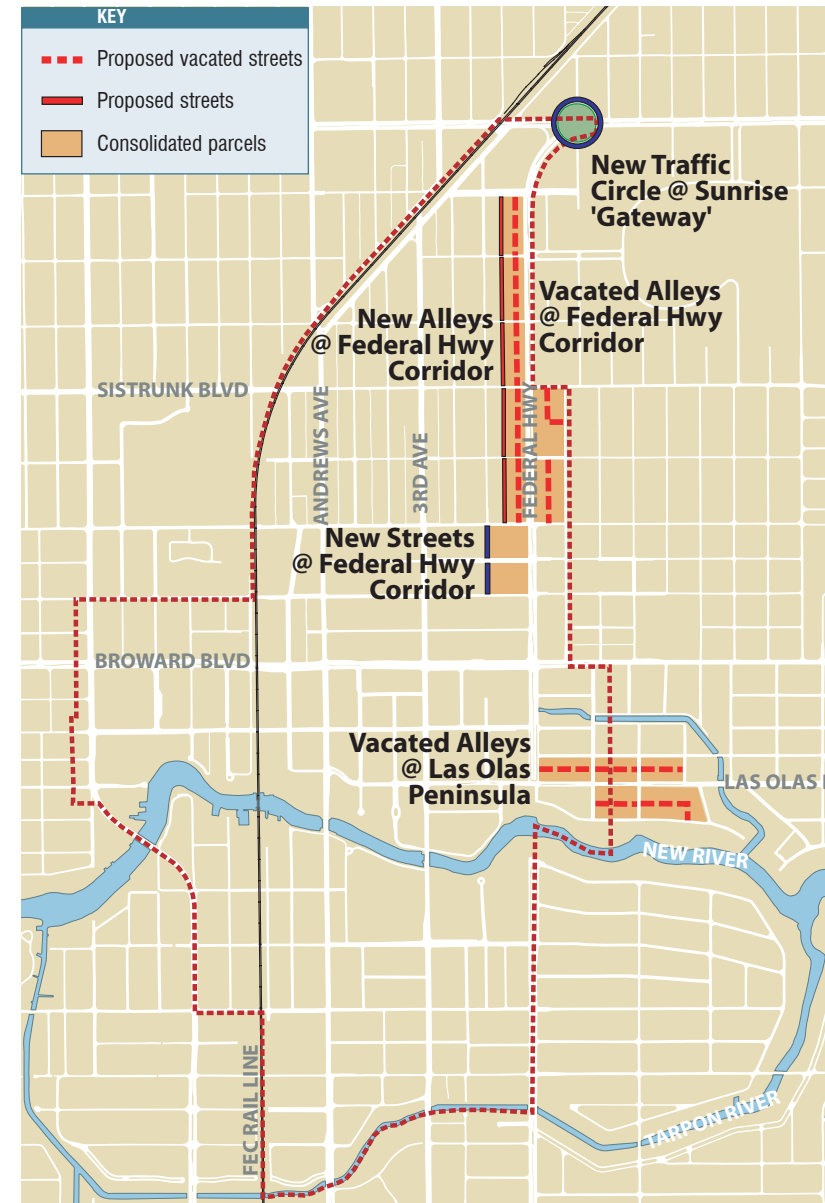 KEY
Proposed vacated streets
Proposed streets
Consolidated parcels
New Traffic
Circle @ Sunrise
'Gateway'
Vacated Alleys
@ Federal Hwy
Corridor
New Alleys
@ Federal Hwy
Corridor
SISTRUNK BLVD
ANDREWS AVE
3RD AVE
FEDERAL HWY
New Streets
@ Federal Hwy
Corridor
BROWARD BLVD
Vacated Alleys
@ Las Olas
Peninsula
LAS OLAS
NEW RIVER
FEC RAIL LINE
TARPON RIVER